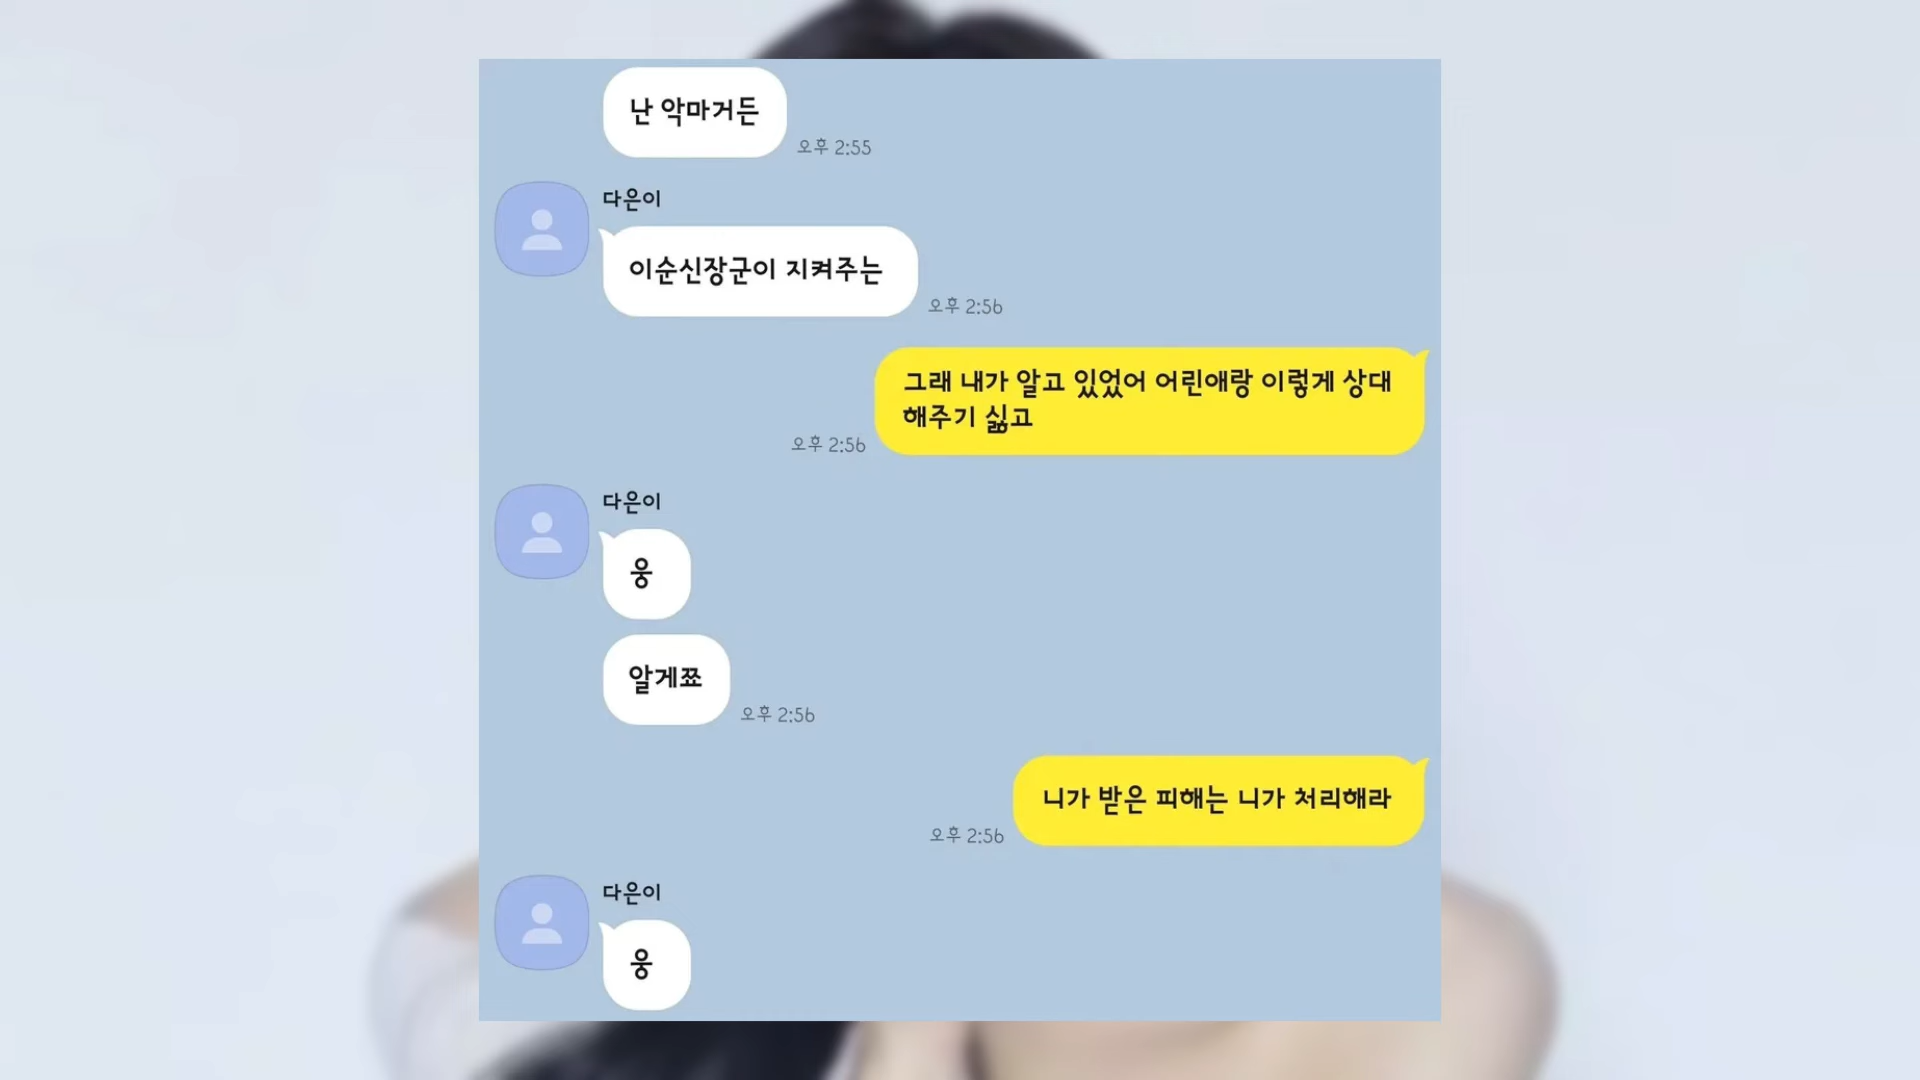 난 악마거든
오후 2:55
다은이
이순신장군이 지켜주는
오후 2:56
그래 내가 알고 있었어 어린애랑 이렇게 상대
해주기 싫고
오후 2:56
다은이
웅
알게쬬
오후 2:56
니가 받은 피해는 니가 처리해라
오후 2:56
다은이
웅